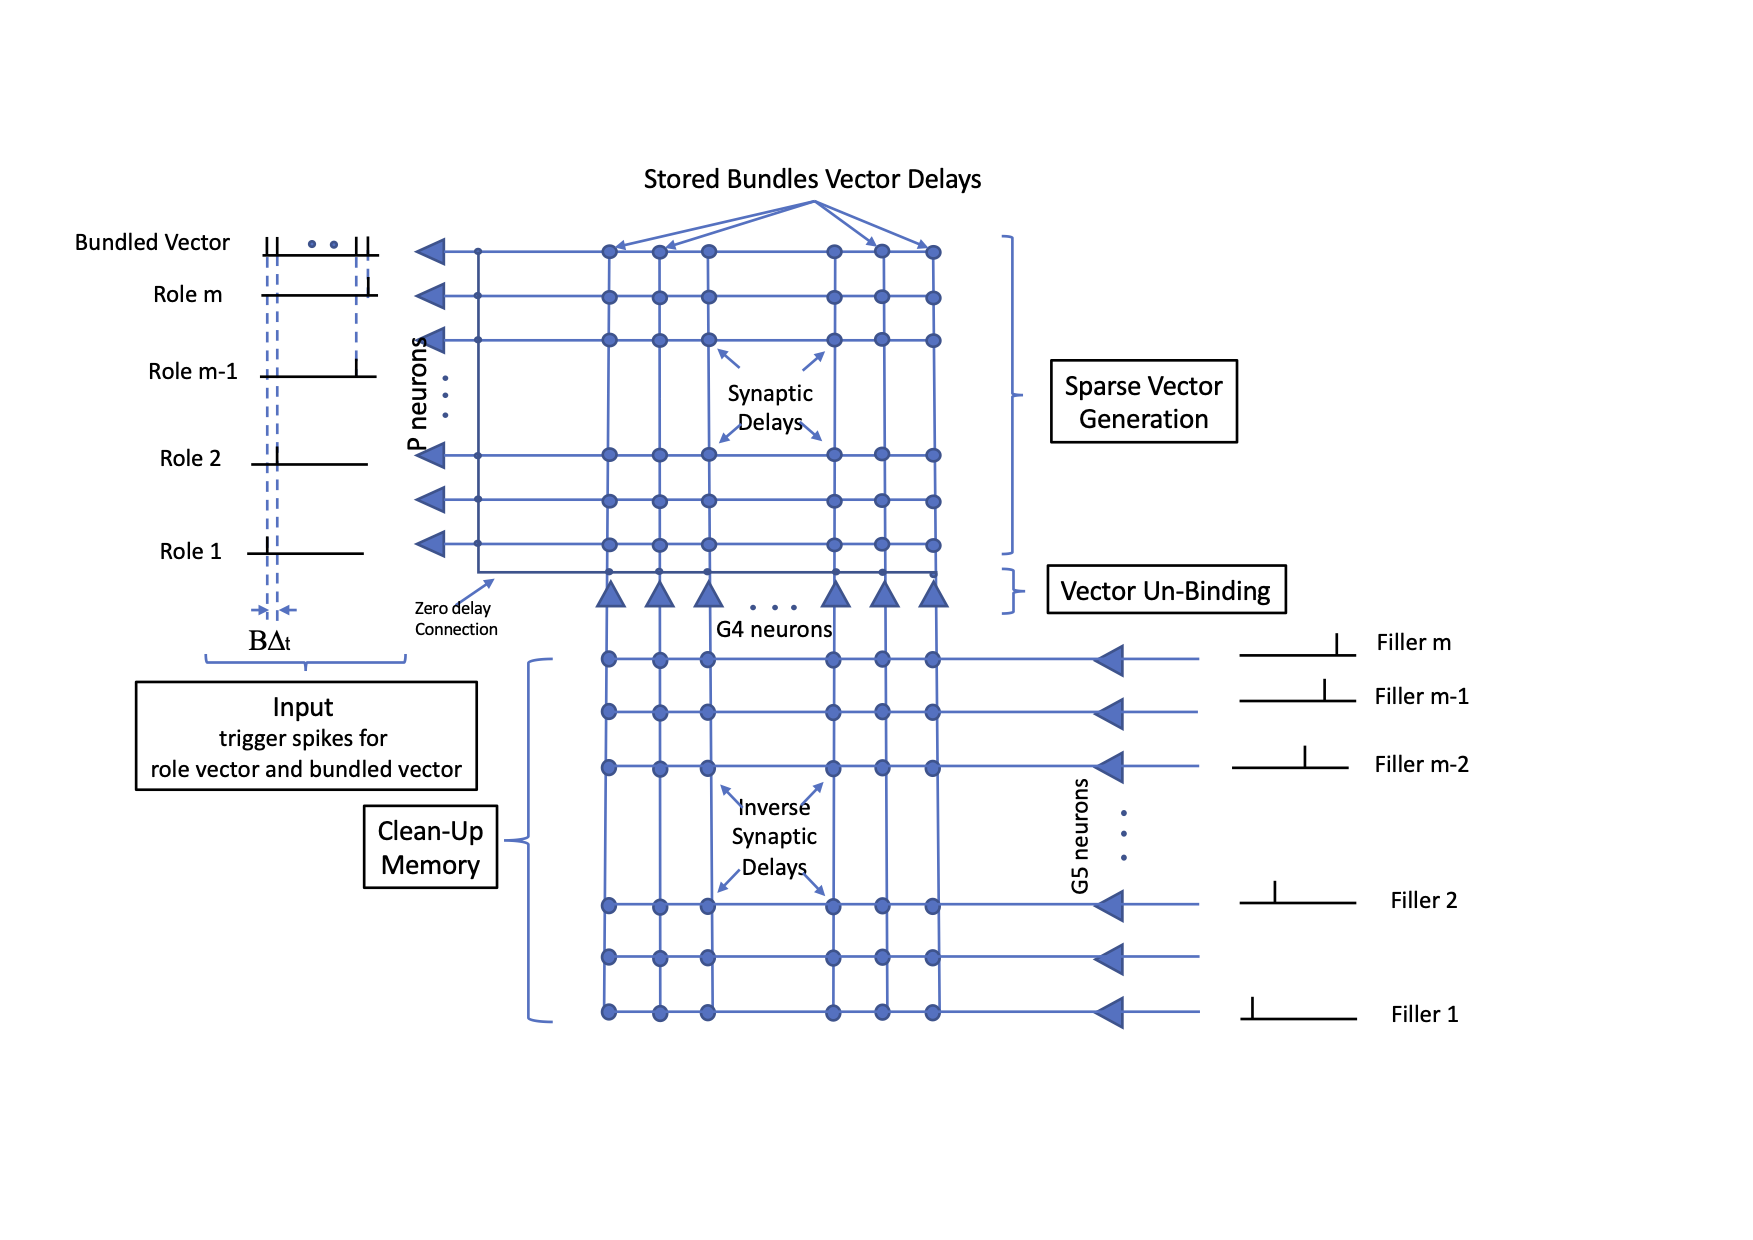 Stored Bundles Vector Delays
Bundled Vector
Role m
Role m-1
Role 2
Role 1
BΔt
P neurons
Synaptic
Delays
Sparse Vector
Generation
Zero delay
Connection
G4 neurons
Vector Un-Binding
Input
trigger spikes for
role vector and bundled vector
Clean-Up
Memory
Inverse
Synaptic
Delays
G5 neurons
Filler m
Filler m-1
Filler m-2
Filler 2
Filler 1